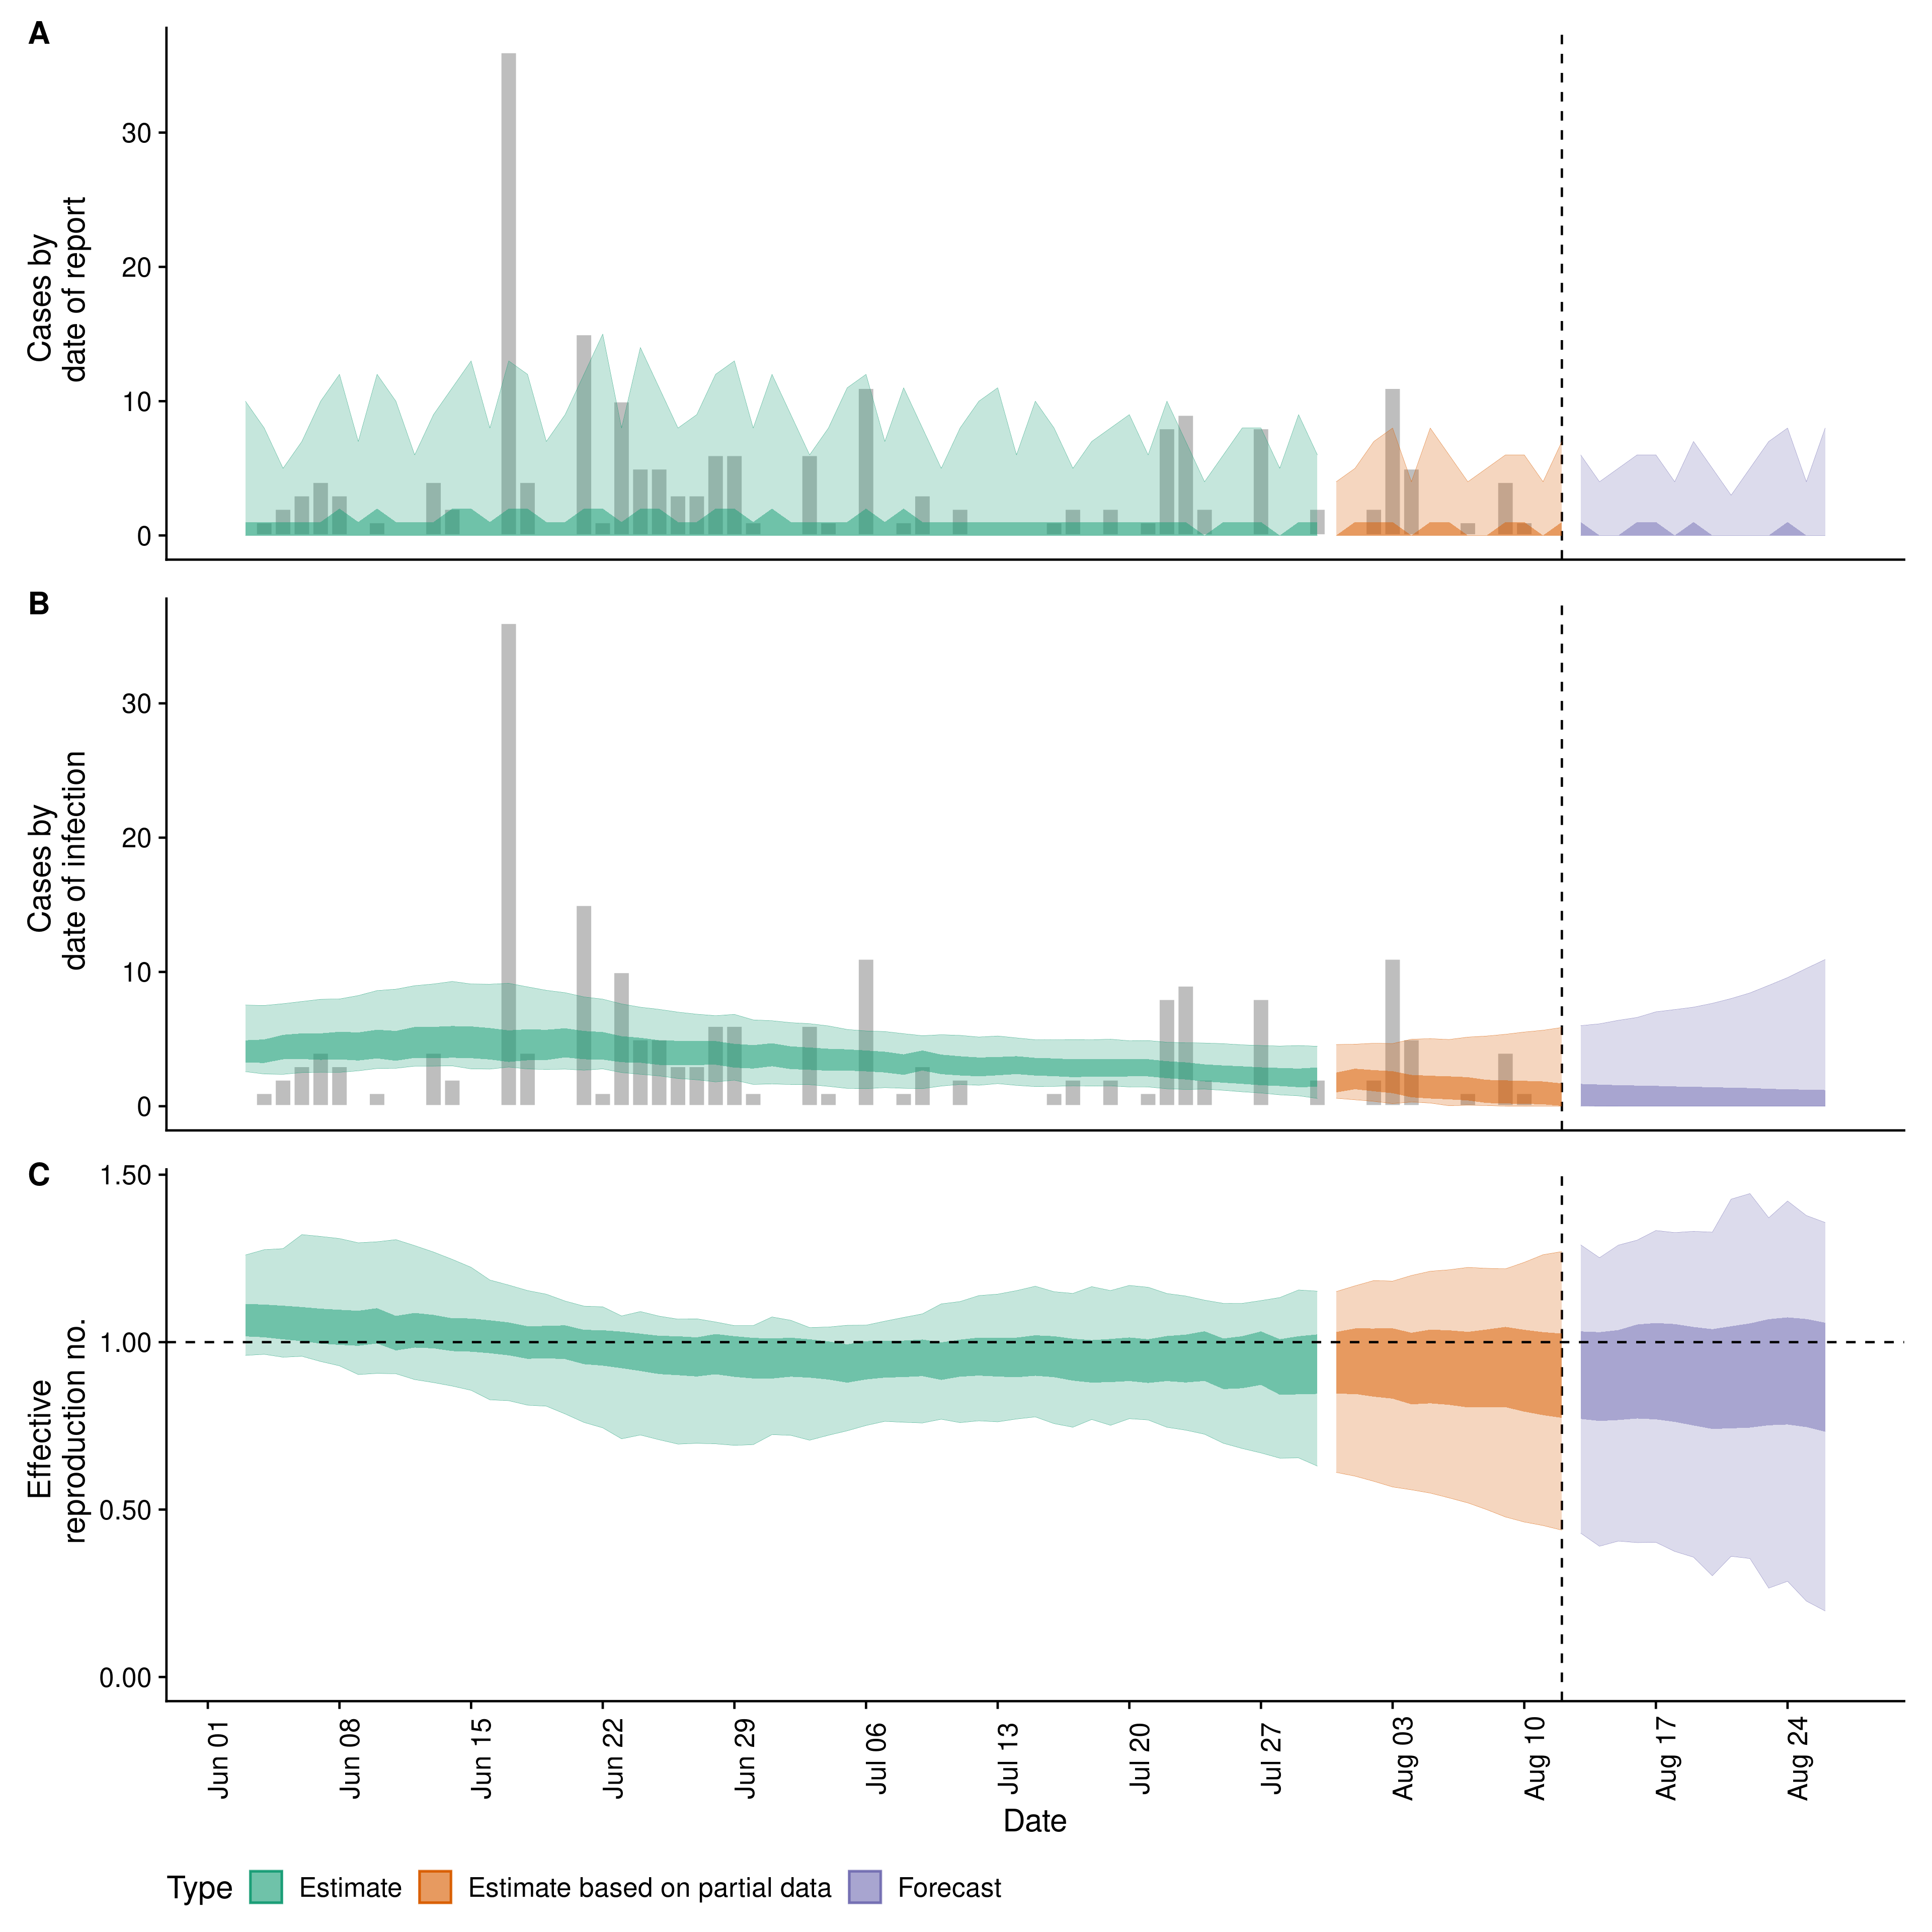 A
Cases by
date of report
30
20
10
0
B
Cases by
date of infection
30
20
10
0
C
Effective
reproduction no.
1.50
1.00
0.50
0.00
Jun 01
Jun 08
Jun 15
Jun 22
Jun 29
Jul 06
Jul 13
Jul 20
Jul 27
Aug 03
Aug 10
Aug 17
Aug 24
Date
Type Estimate Estimate based on partial data Forecast